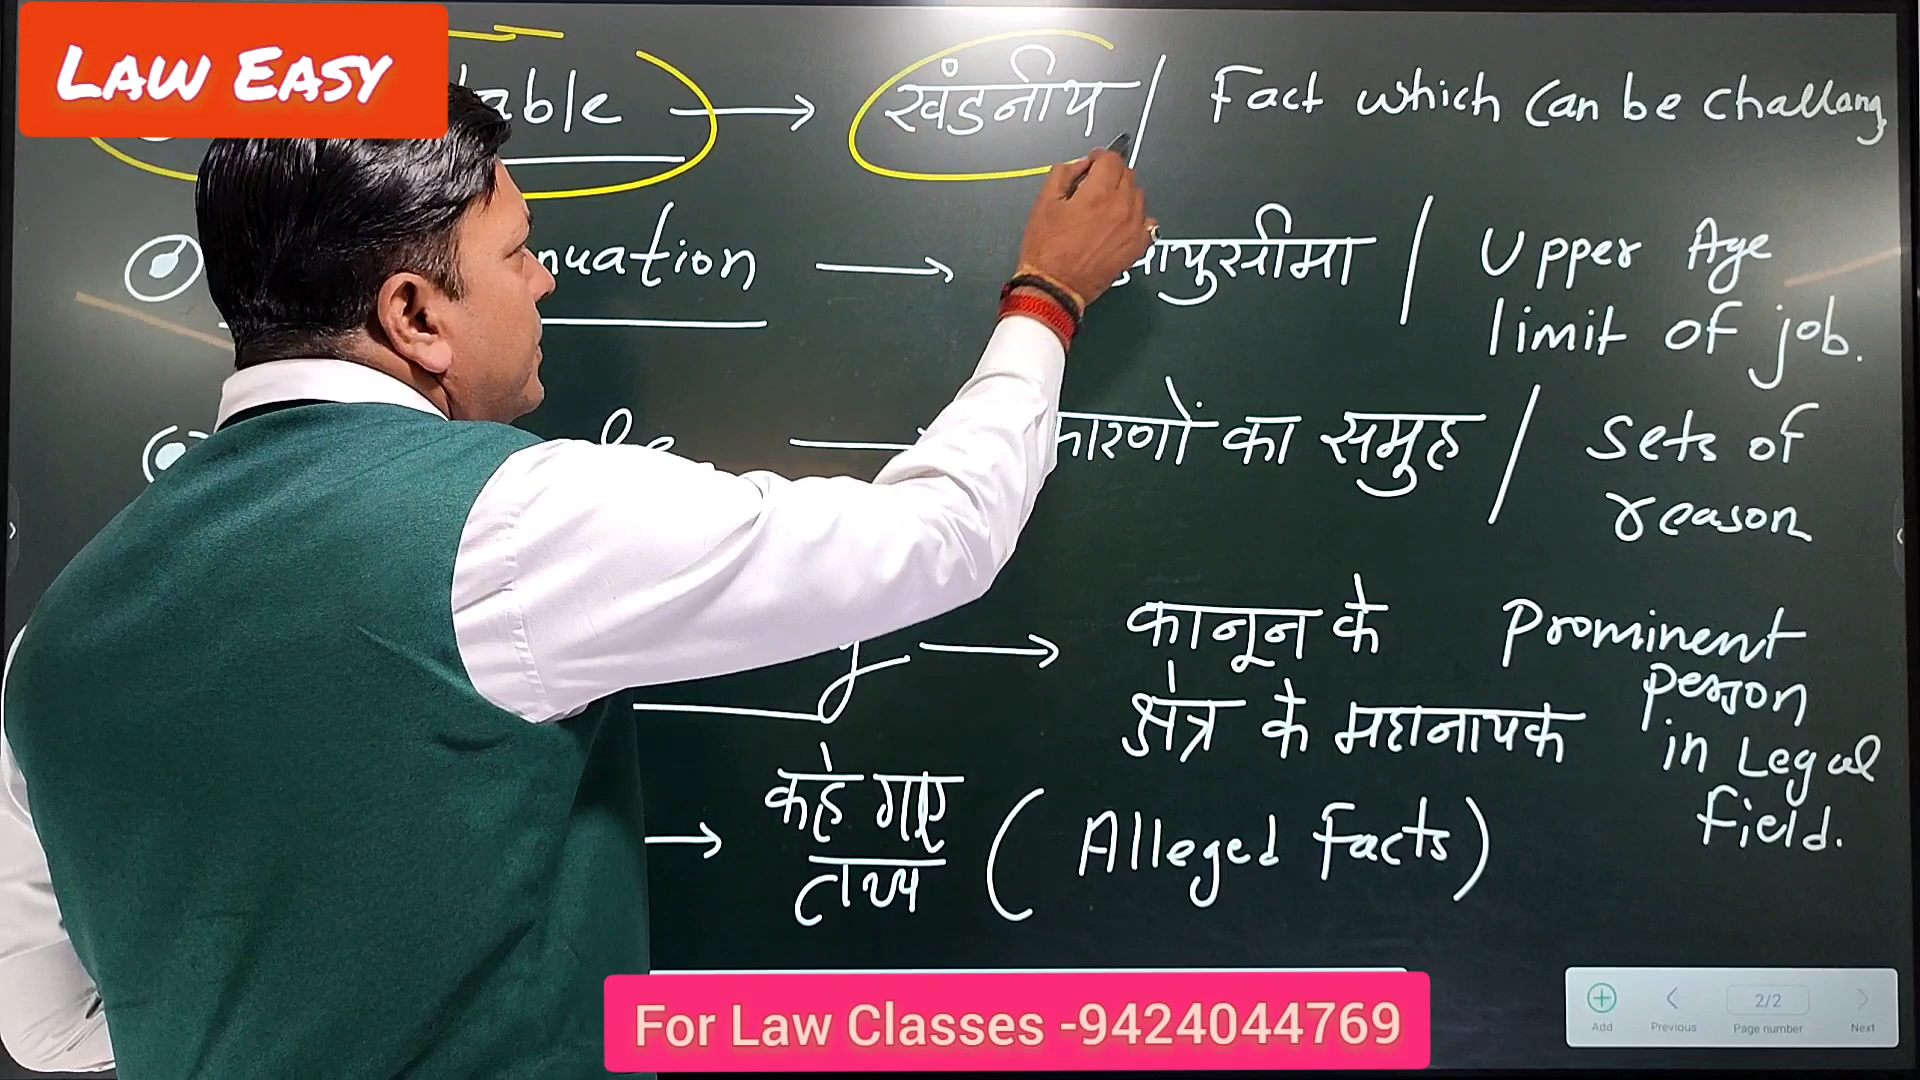 LAW EASY
able → खंडनीय / Fact which can be challang
nuation → युसीमा / Upper Age
limit of job.
→ कारणों का समुह / Sets of
reason
y → कानून के Prominent
person
क्षेत्र के महानायक in Legal
field.
→ कहे गए
तथ्य ( Alleged facts )
For Law Classes -9424044769
Add Previous 2/2 Page number Next